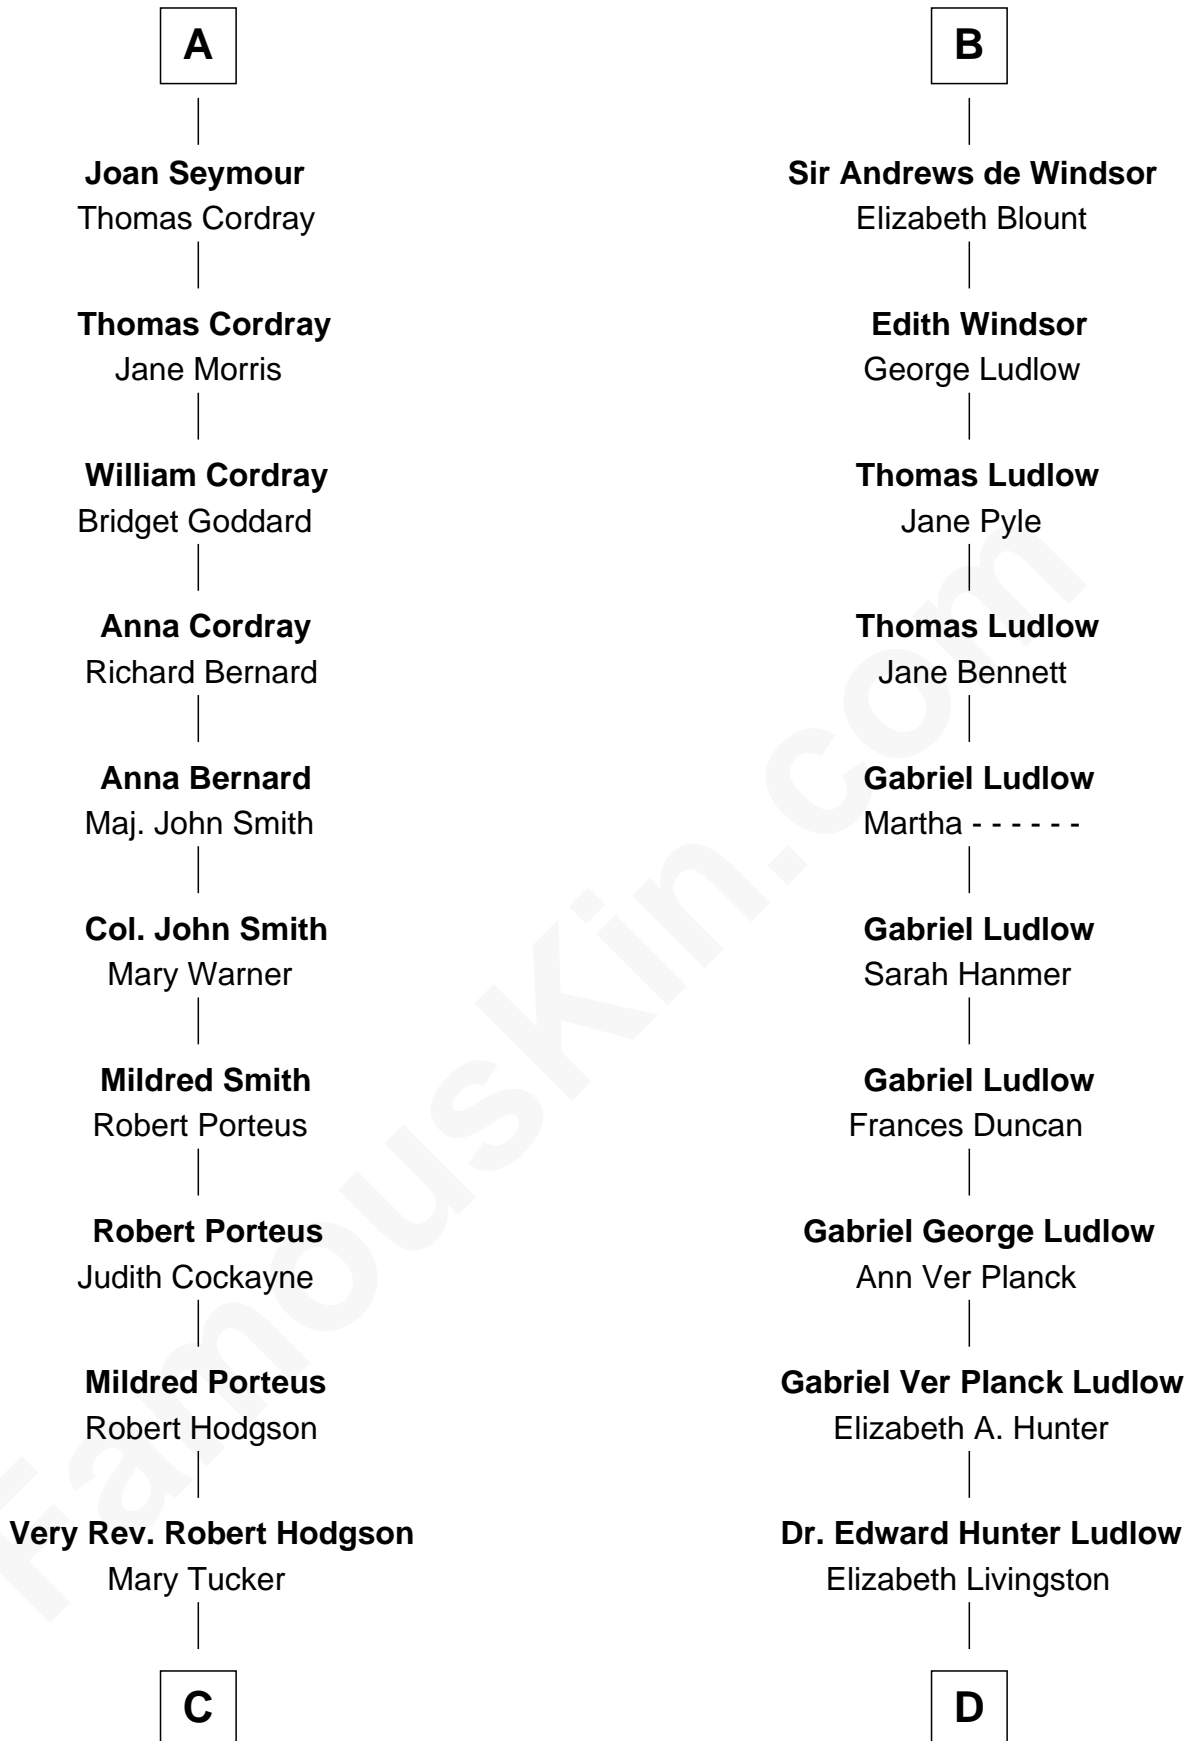 A
Joan Seymour
Thomas Cordray
Thomas Cordray
Jane Morris
William Cordray
Bridget Goddard
Anna Cordray
Richard Bernard
Anna Bernard
Maj. John Smith
Col. John Smith
Mary Warner
Mildred Smith
Robert Porteus
Robert Porteus
Judith Cockayne
Mildred Porteus
Robert Hodgson
Very Rev. Robert Hodgson
Mary Tucker
C
B
Sir Andrews de Windsor
Elizabeth Blount
Edith Windsor
George Ludlow
Thomas Ludlow
Jane Pyle
Thomas Ludlow
Jane Bennett
Gabriel Ludlow
Martha - - - - - -
Gabriel Ludlow
Sarah Hanmer
Gabriel Ludlow
Frances Duncan
Gabriel George Ludlow
Ann Ver Planck
Gabriel Ver Planck Ludlow
Elizabeth A. Hunter
Dr. Edward Hunter Ludlow
Elizabeth Livingston
D
FamousKin.com